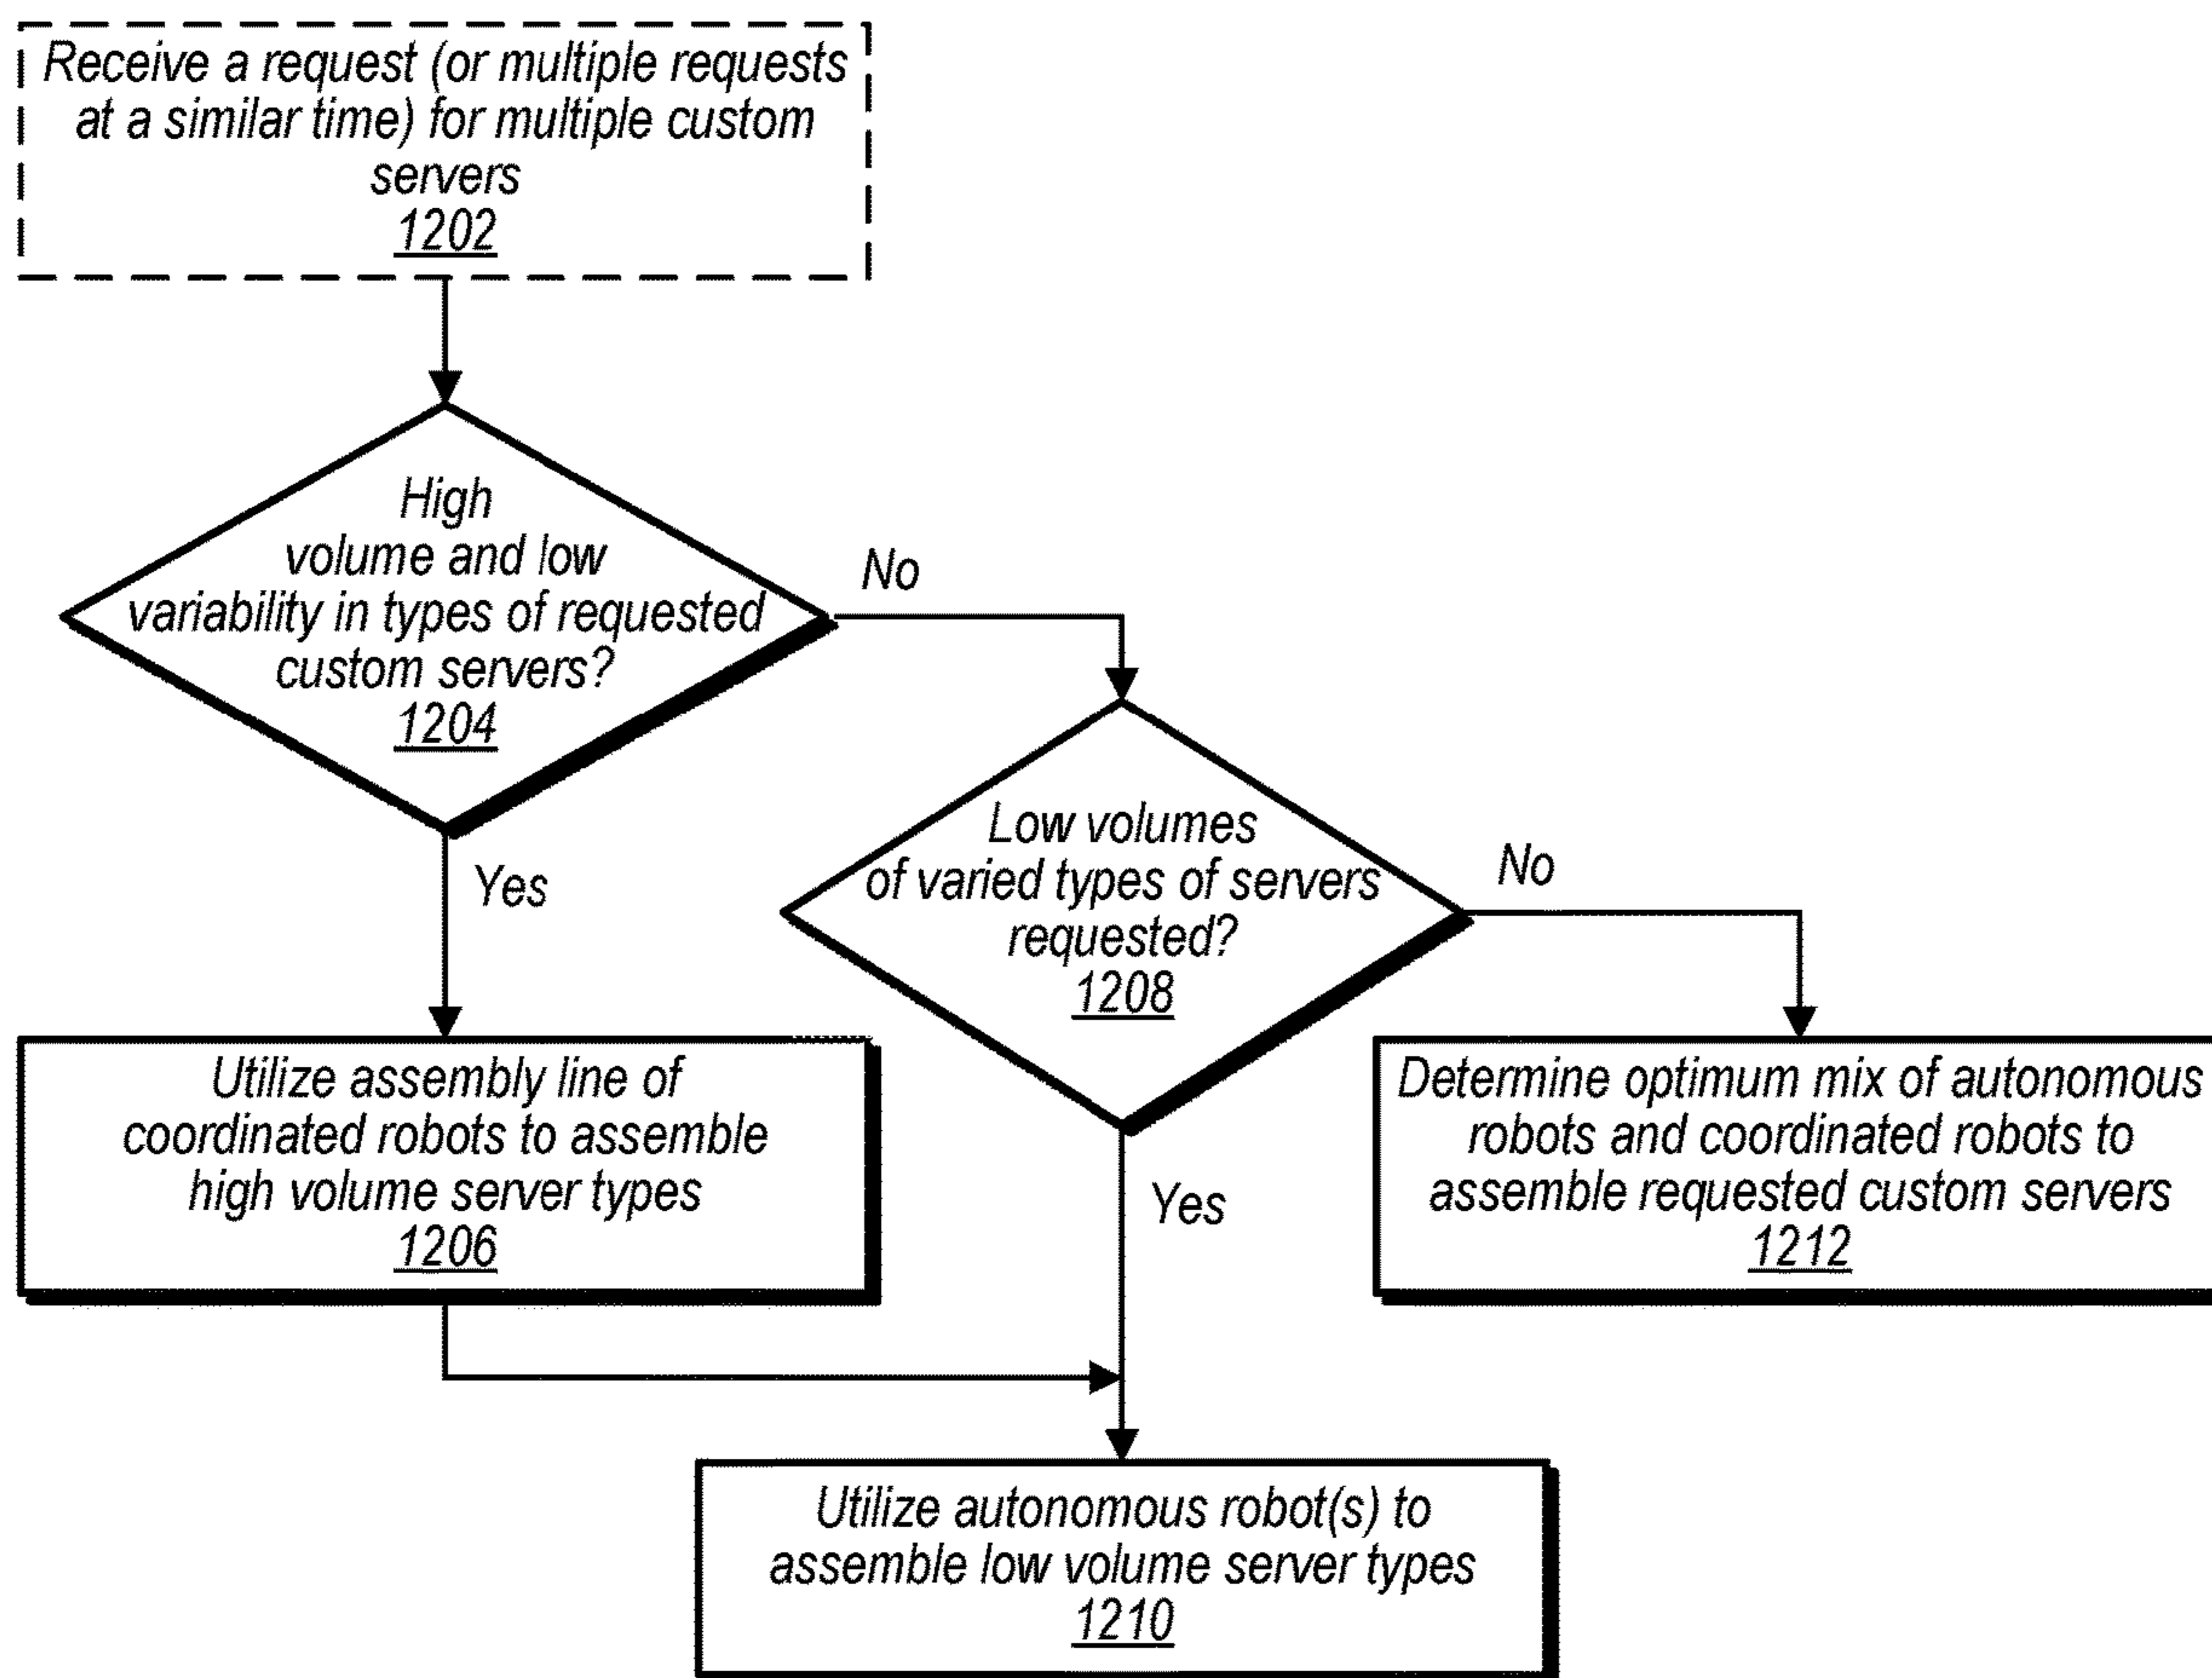 Receive a request (or multiple requests
at a similar time) for multiple custom
servers
1202
High
volume and low
variability in types of requested
custom servers?
1204
No
Yes
Low volumes
of varied types of servers
requested?
1208
No
Yes
Utilize assembly line of
coordinated robots to assemble
high volume server types
1206
Determine optimum mix of autonomous
robots and coordinated robots to
assemble requested custom servers
1212
Utilize autonomous robot(s) to
assemble low volume server types
1210